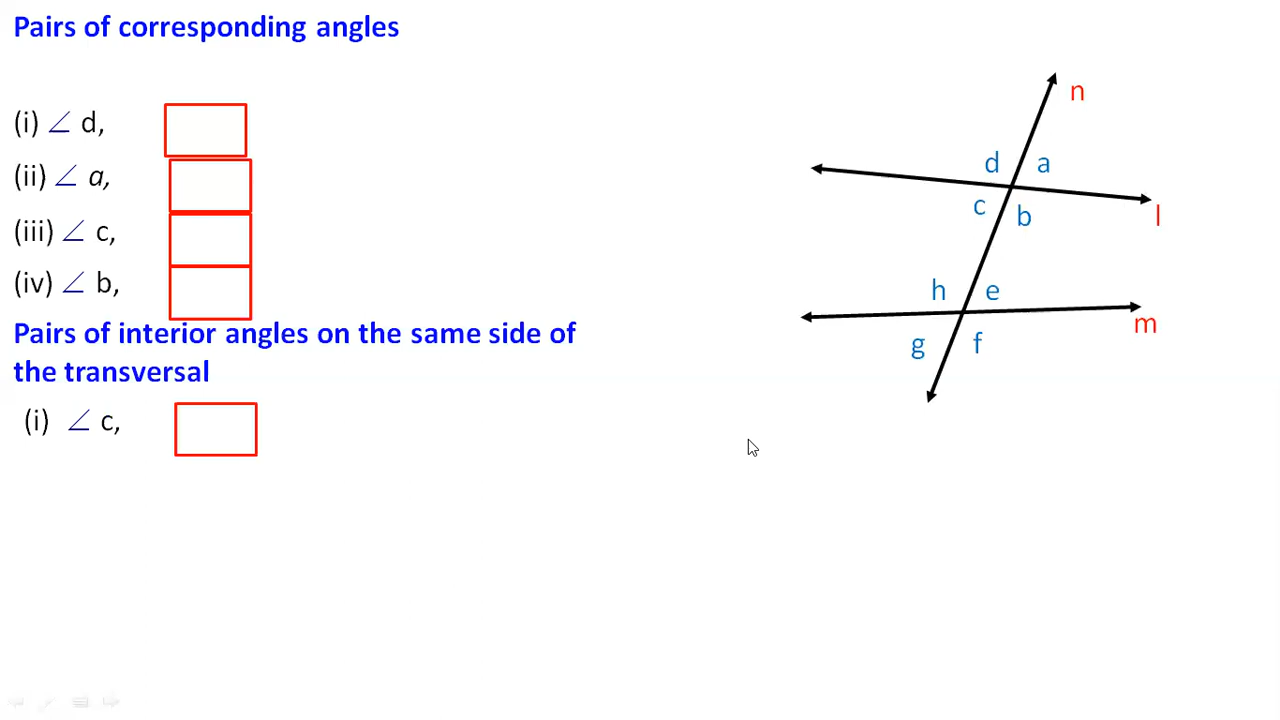 Pairs of corresponding angles
(i) ∠ d,
(ii) ∠ a,
(iii) ∠ c,
(iv) ∠ b,
Pairs of interior angles on the same side of
the transversal
(i) ∠ c,
n
d a
c b
l
h e
m
g f